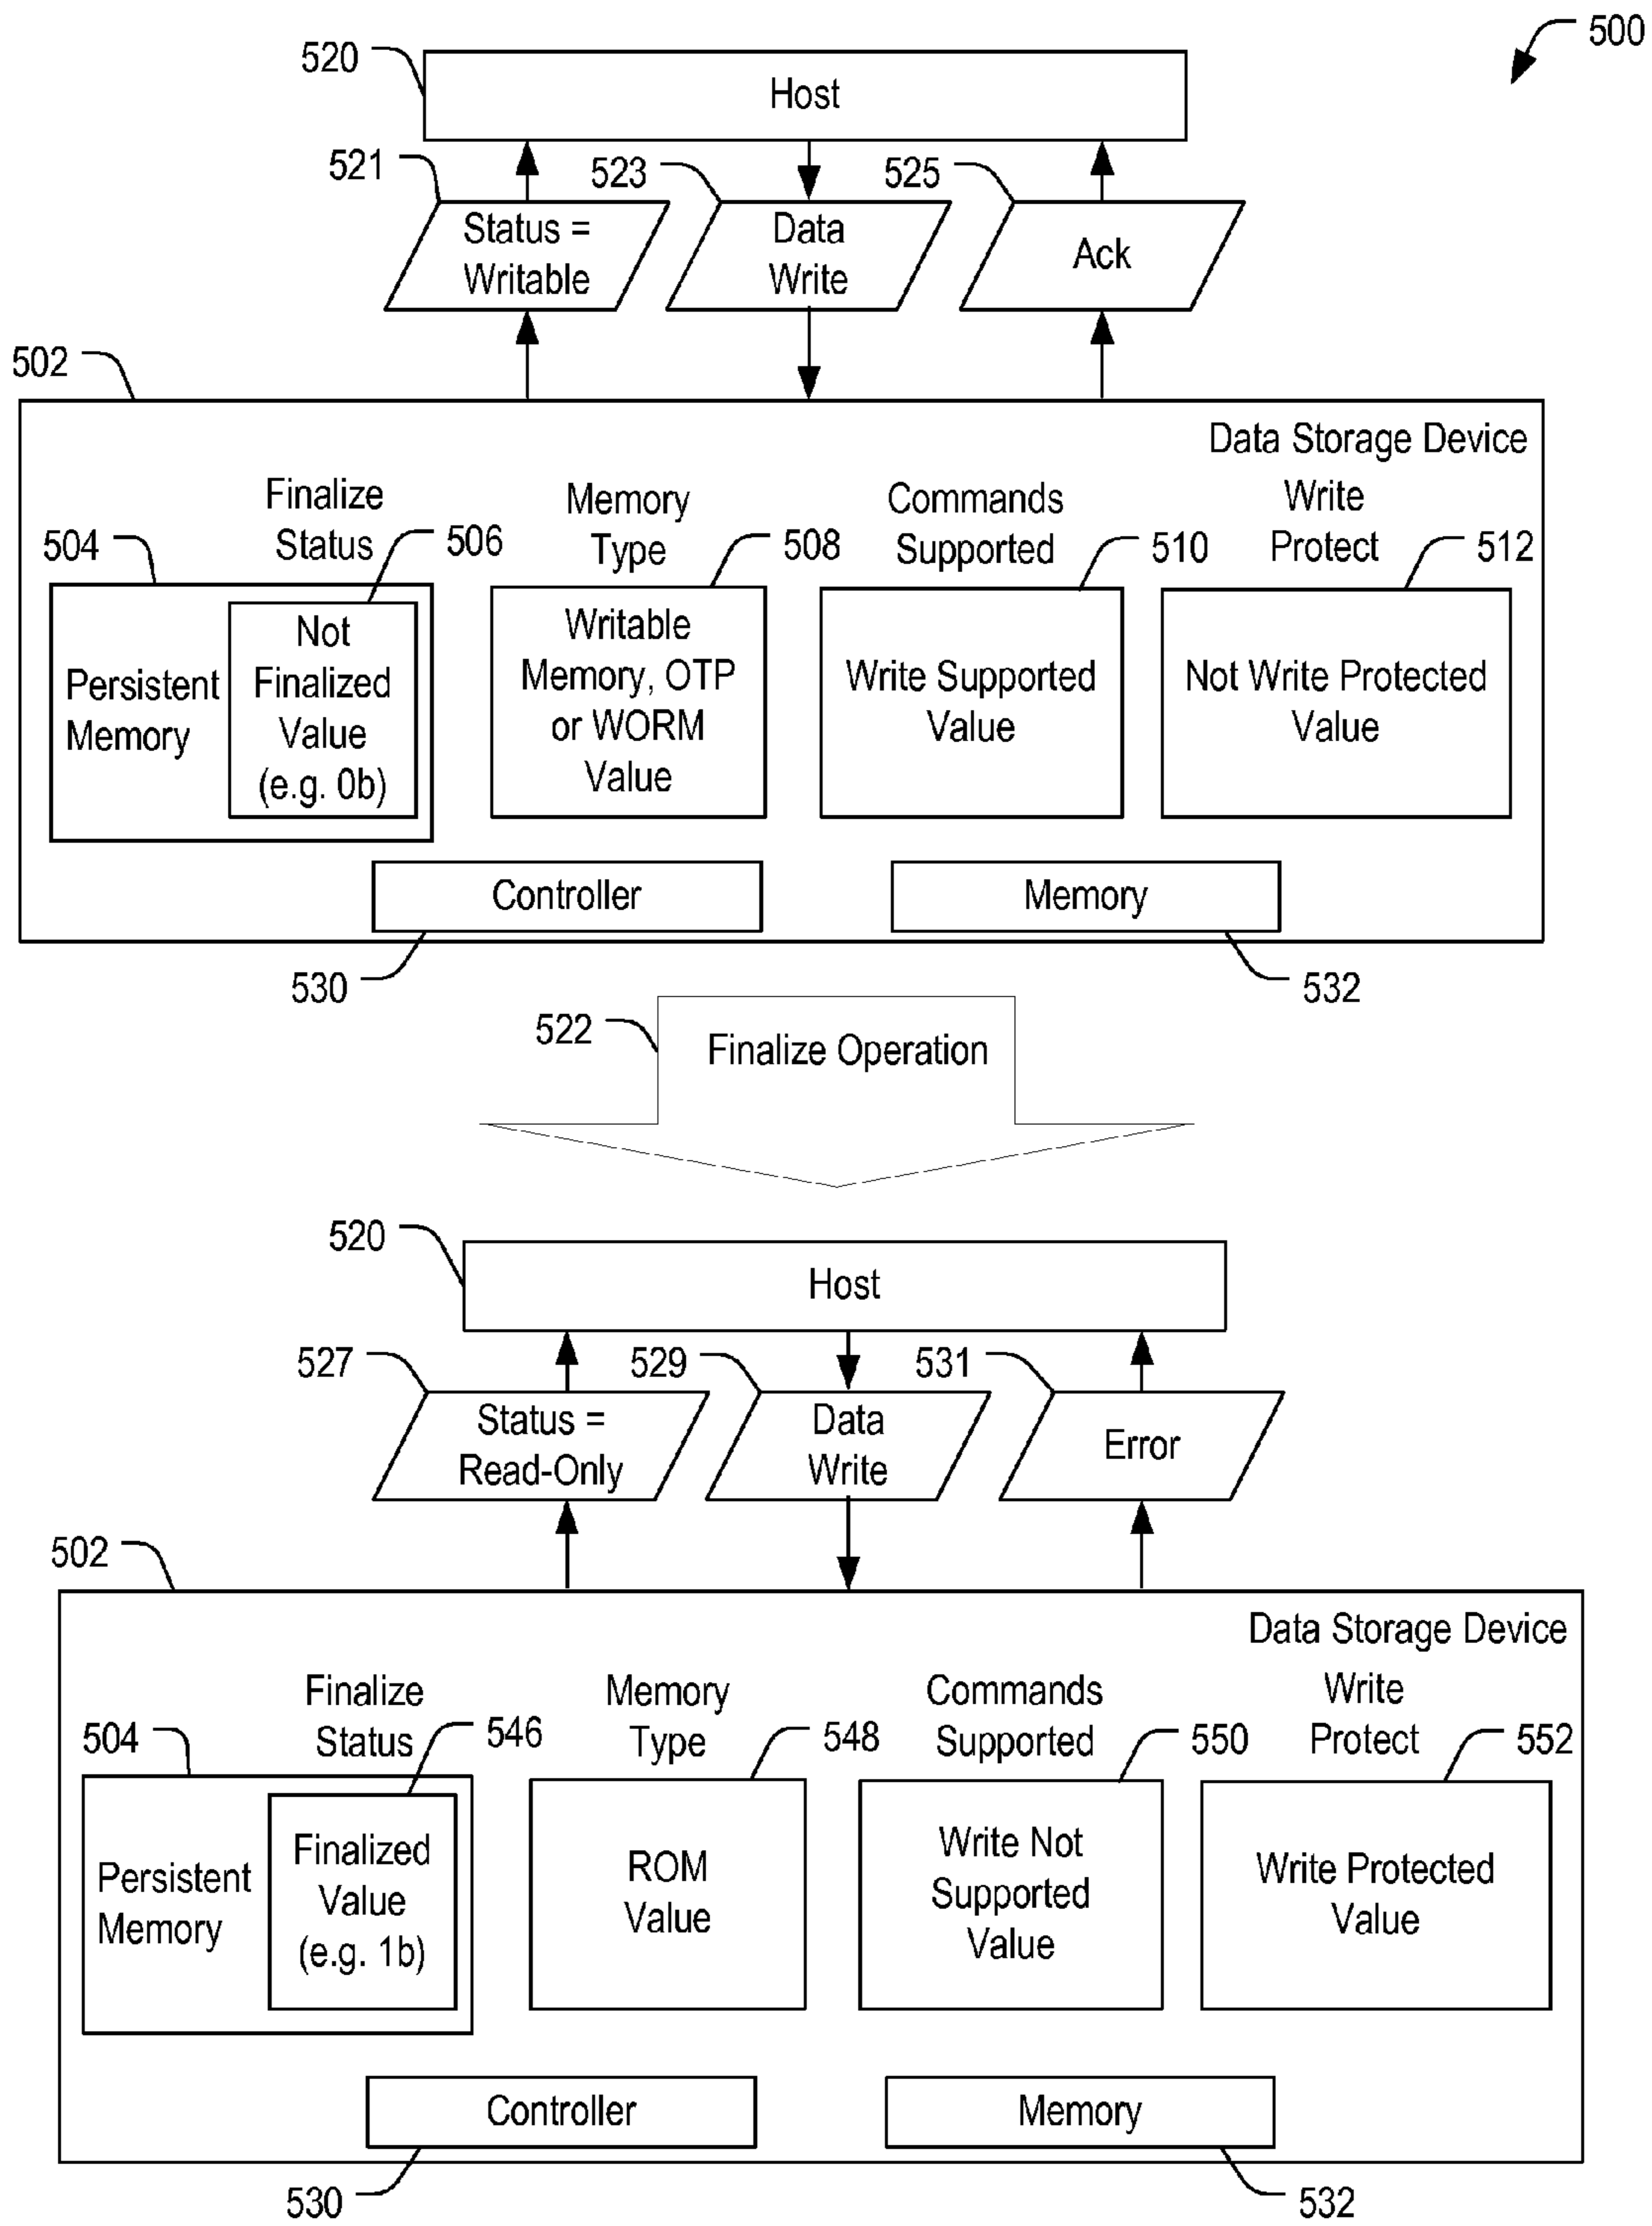 500
520
Host
521
523
525
Status =
Writable
Data
Write
Ack
502
Data Storage Device
Finalize
Status
Memory
Type
Commands
Supported
Write
Protect
504
506
508
510
512
Persistent
Memory
Not
Finalized
Value
(e.g. 0b)
Writable
Memory, OTP
or WORM
Value
Write Supported
Value
Not Write Protected
Value
Controller
Memory
530
532
522
Finalize Operation
520
Host
527
529
531
Status =
Read-Only
Data
Write
Error
502
Data Storage Device
Finalize
Status
Memory
Type
Commands
Supported
Write
Protect
504
546
548
550
552
Persistent
Memory
Finalized
Value
(e.g. 1b)
ROM
Value
Write Not
Supported
Value
Write Protected
Value
Controller
Memory
530
532